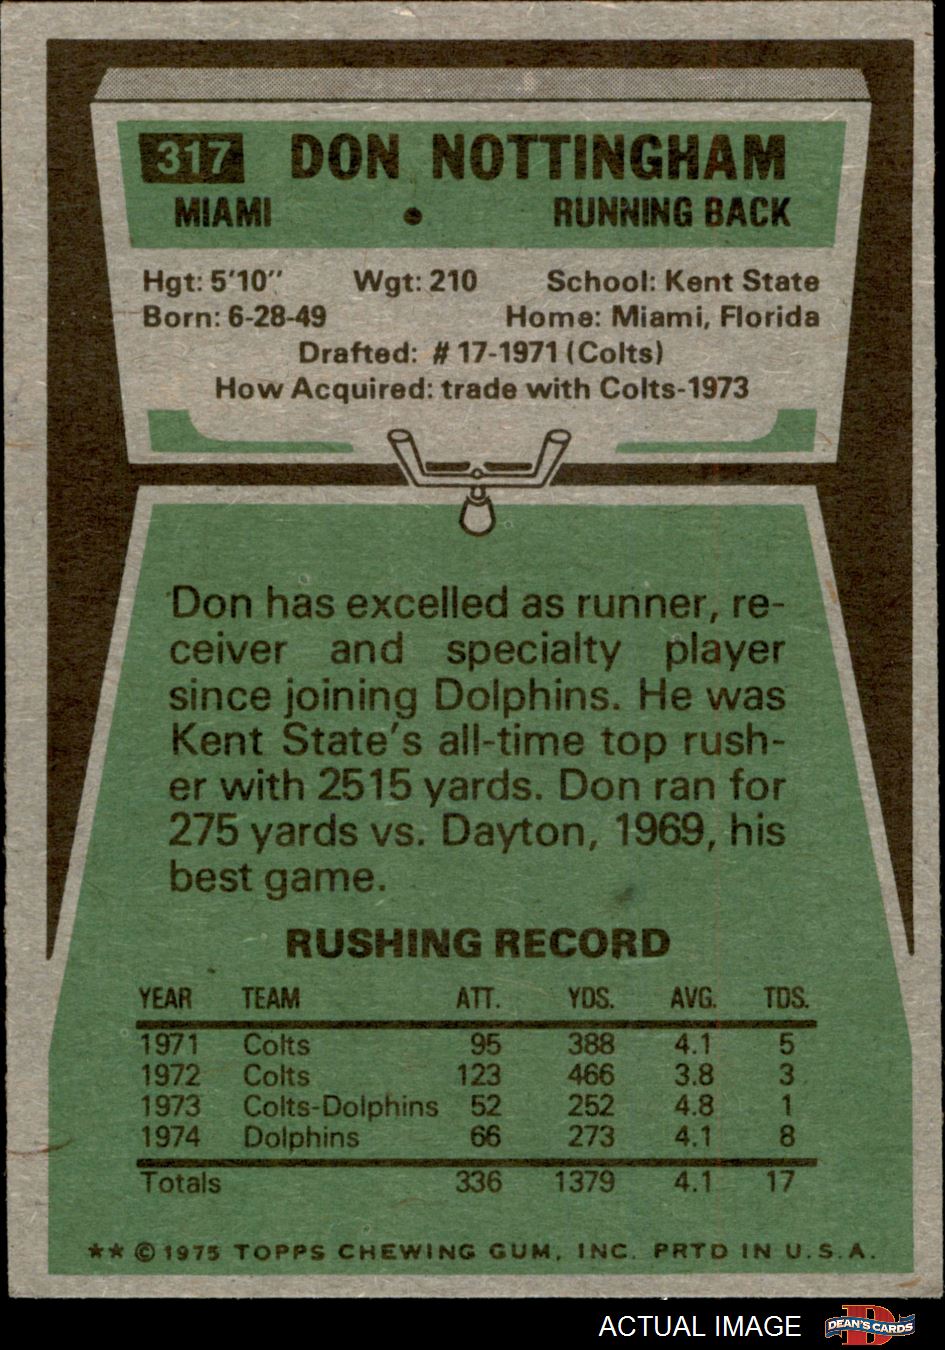 317 DON NOTTINGHAM
MIAMI • RUNNING BACK
Hgt: 5'10" Wgt: 210 School: Kent State
Born: 6-28-49 Home: Miami, Florida
Drafted: # 17-1971 (Colts)
How Acquired: trade with Colts-1973
Don has excelled as runner, re-
ceiver and specialty player
since joining Dolphins. He was
Kent State's all-time top rush-
er with 2515 yards. Don ran for
275 yards vs. Dayton, 1969, his
best game.
RUSHING RECORD
YEAR TEAM ATT. YDS. AVG. TDS.
1971 Colts 95 388 4.1 5
1972 Colts 123 466 3.8 3
1973 Colts-Dolphins 52 252 4.8 1
1974 Dolphins 66 273 4.1 8
Totals 336 1379 4.1 17
** © 1975 TOPPS CHEWING GUM, INC. PRTD IN U.S.A.
ACTUAL IMAGE DEAN'S CARDS